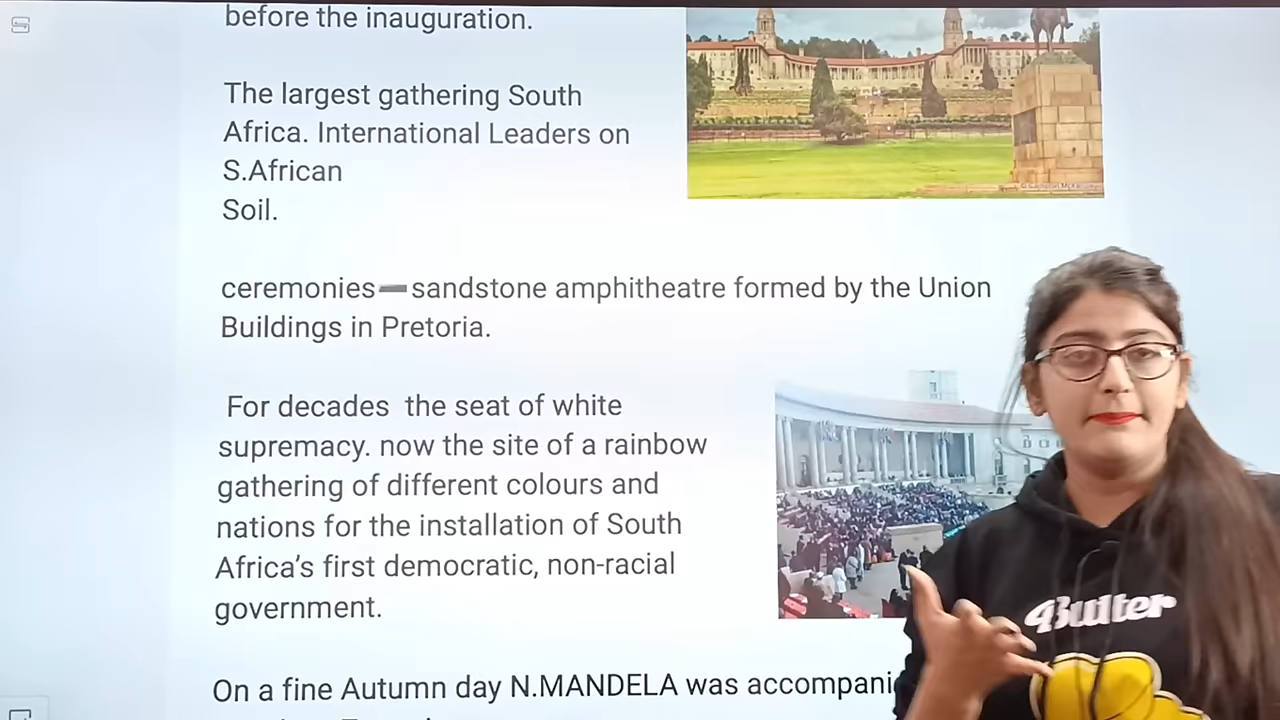 before the inauguration.
The largest gathering South
Africa. International Leaders on
S.African
Soil.
ceremonies━sandstone amphitheatre formed by the Union
Buildings in Pretoria.
For decades the seat of white
supremacy. now the site of a rainbow
gathering of different colours and
nations for the installation of South
Africa’s first democratic, non-racial
government.
Butter
On a fine Autumn day N.MANDELA was accompani